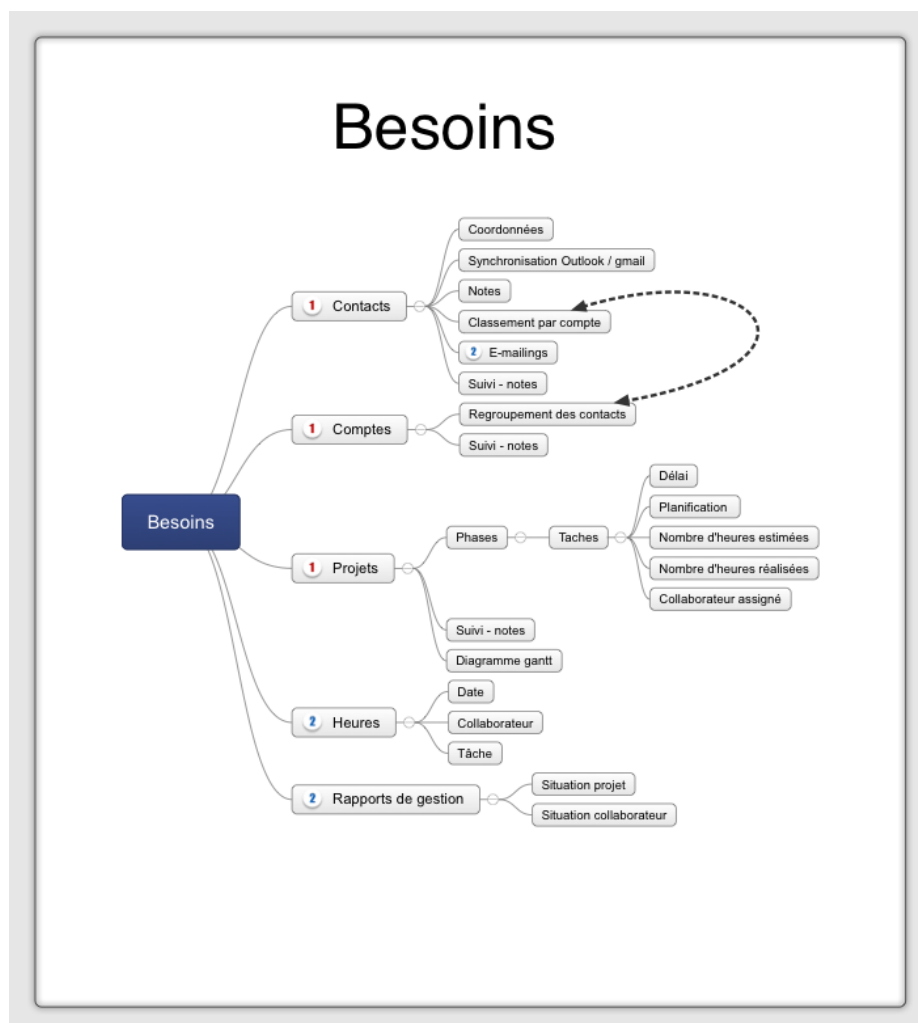 Besoins
Coordonnées
Synchronisation Outlook / gmail
Notes
1 Contacts
Classement par compte
2 E-mailings
Suivi - notes
Regroupement des contacts
1 Comptes
Suivi - notes
Besoins
Délai
Planification
Phases
Taches
Nombre d'heures estimées
1 Projets
Nombre d'heures réalisées
Collaborateur assigné
Suivi - notes
Diagramme gantt
Date
2 Heures
Collaborateur
Tâche
2 Rapports de gestion
Situation projet
Situation collaborateur